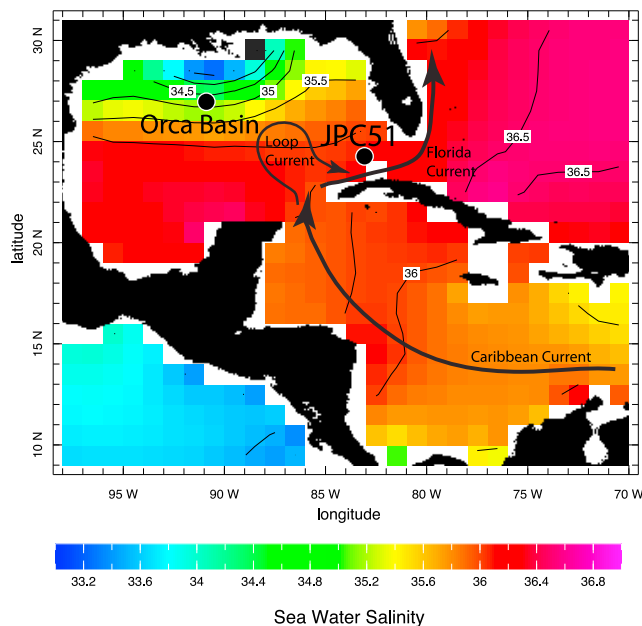 30 N
25 N
20 N
15 N
10 N
latitude
34.5
35
35.5
36.5
36.5
36
Orca Basin
JPC51
Loop
Current
Florida
Current
Caribbean Current
95 W
90 W
85 W
80 W
75 W
70 W
longitude
33.2
33.6
34
34.4
34.8
35.2
35.6
36
36.4
36.8
Sea Water Salinity